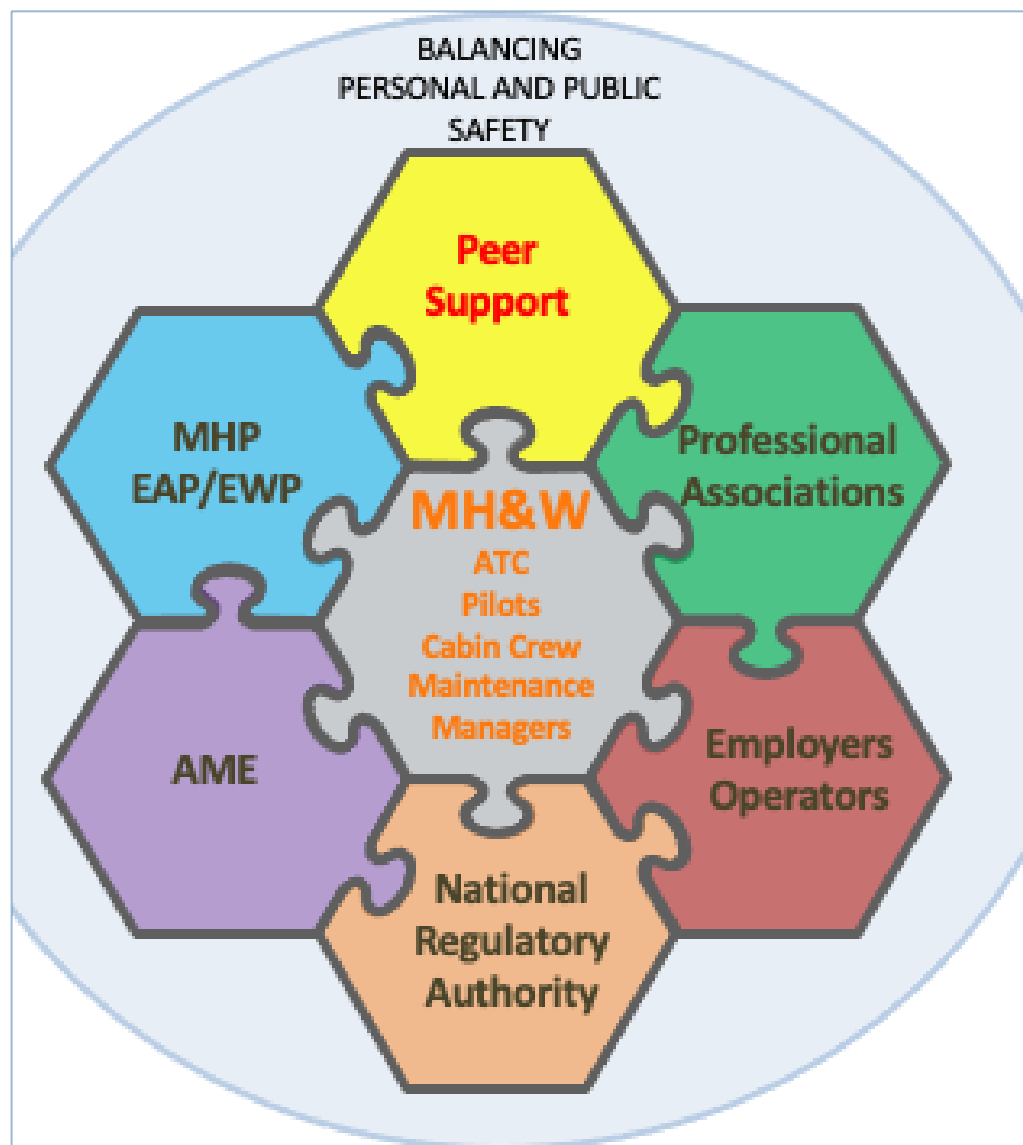 BALANCING
PERSONAL AND PUBLIC
SAFETY
Peer
Support
MHP
EAP/EWP
Professional
Associations
MH&W
ATC
Pilots
Cabin Crew
Maintenance
Managers
AME
Employers
Operators
National
Regulatory
Authority